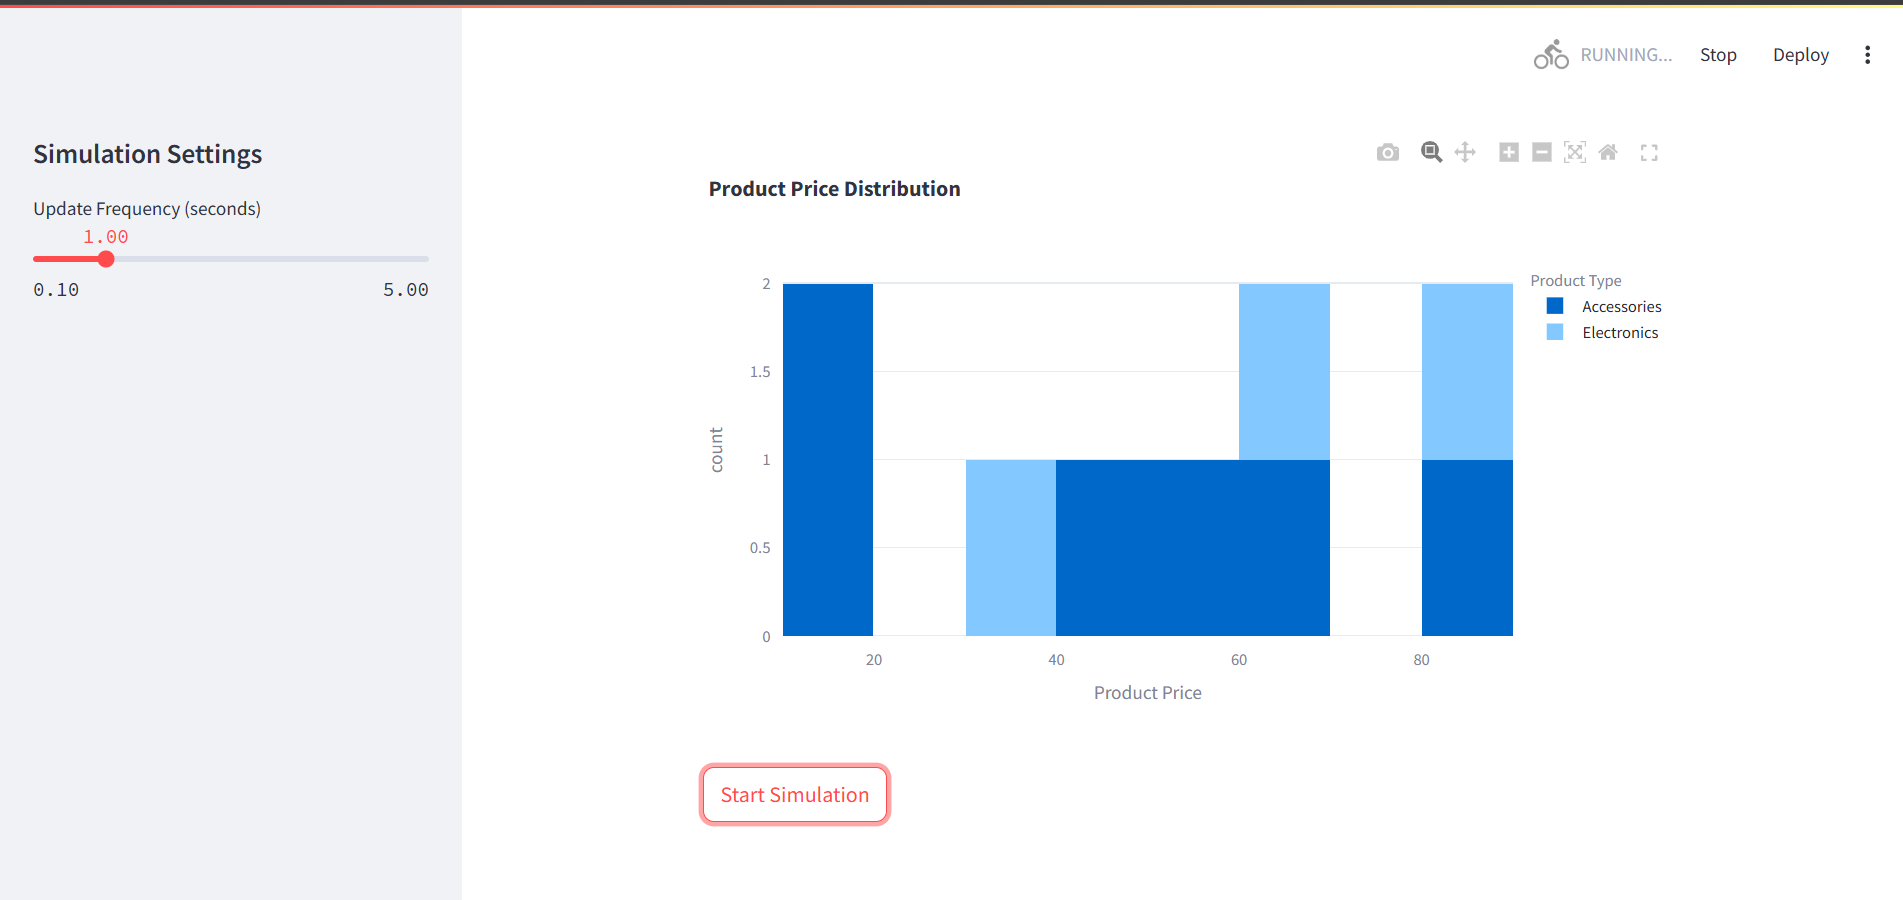 RUNNING... Stop Deploy
Simulation Settings
Update Frequency (seconds)
1.00
0.10 5.00
Product Price Distribution
Product Type
Accessories
Electronics
2
1.5
1
0.5
0
count
20 40 60 80
Product Price
Start Simulation